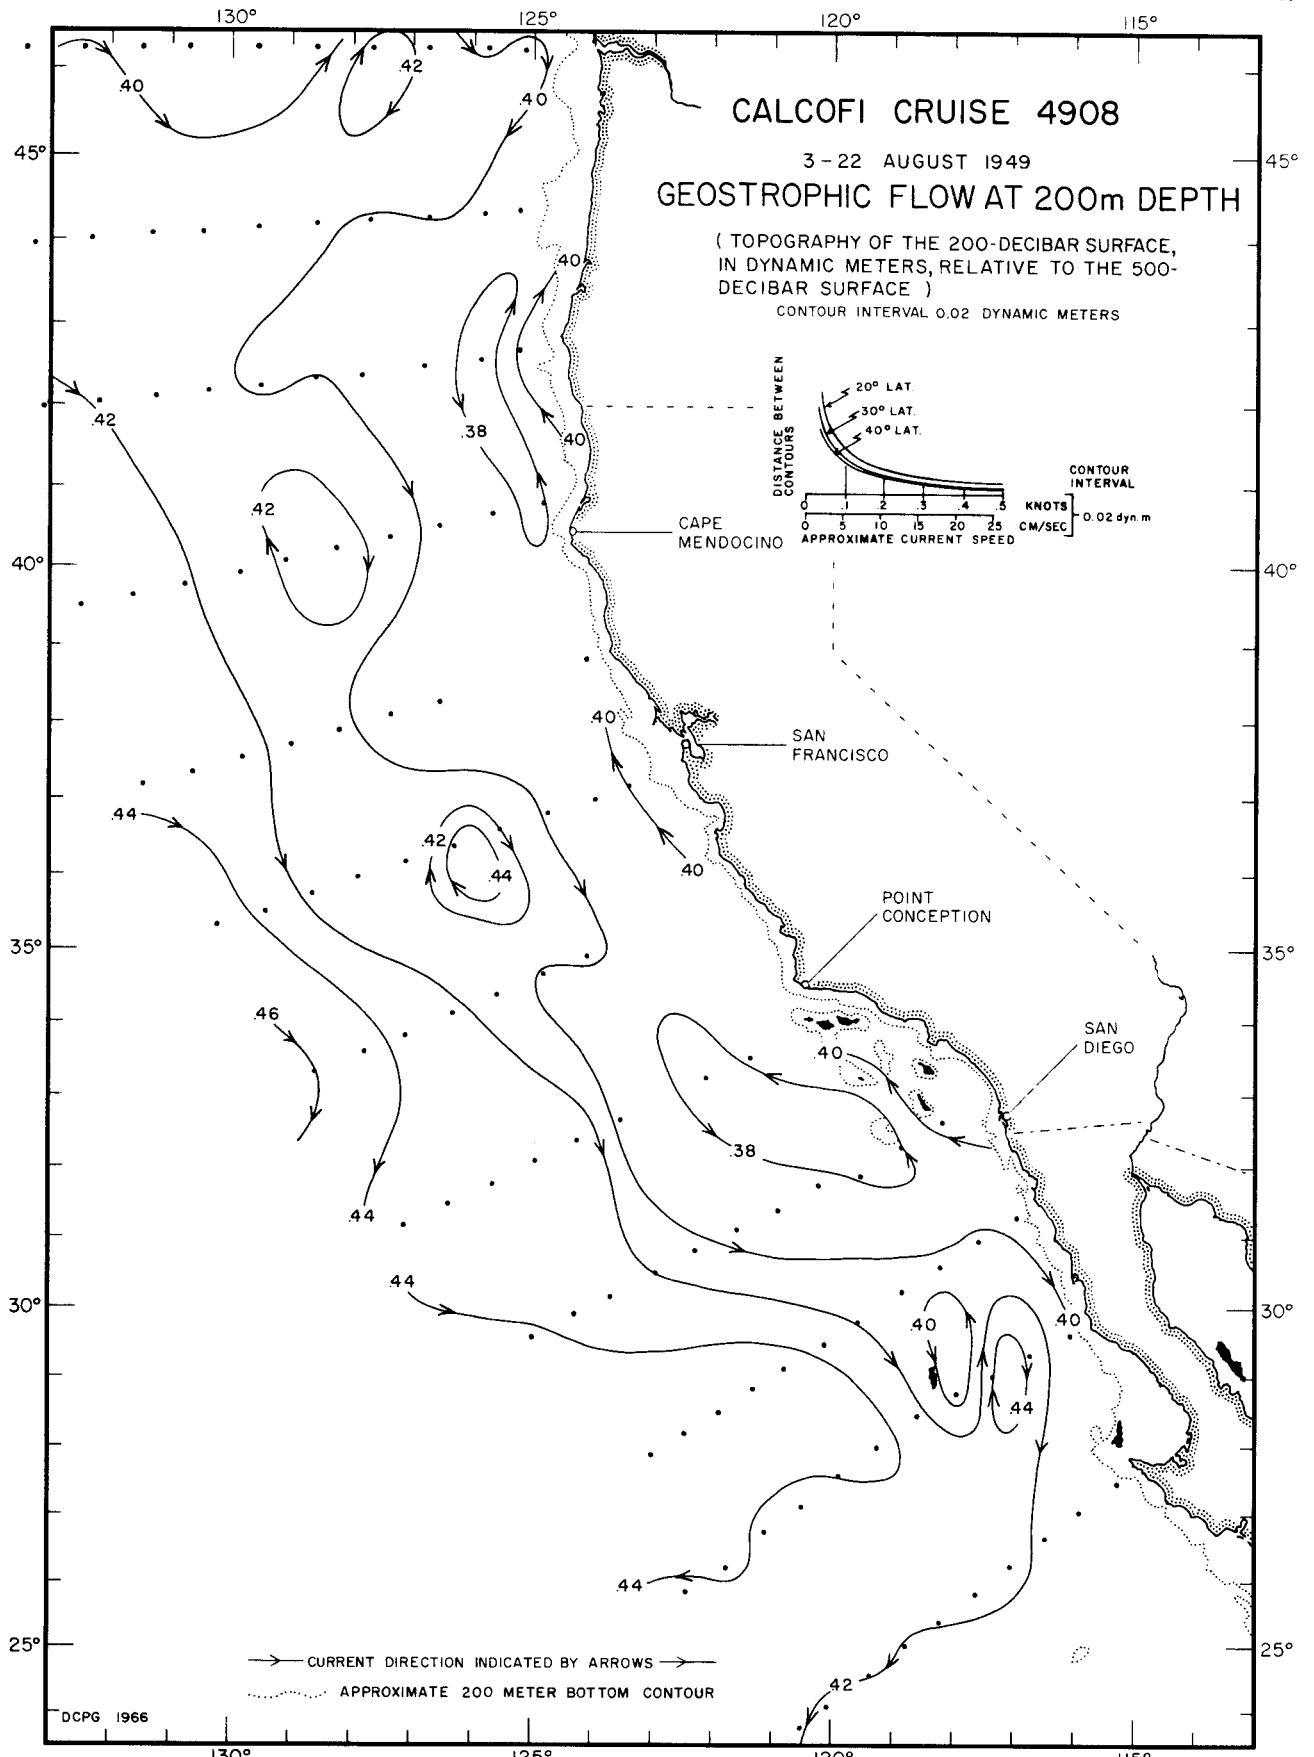 130°
125°
120°
115°
.40
.42
.40
CALCOFI CRUISE 4908
45°
3-22 AUGUST 1949
45°
GEOSTROPHIC FLOW AT 200m DEPTH
( TOPOGRAPHY OF THE 200-DECIBAR SURFACE,
IN DYNAMIC METERS, RELATIVE TO THE 500-
DECIBAR SURFACE )
CONTOUR INTERVAL 0.02 DYNAMIC METERS
.40
DISTANCE BETWEEN
CONTOURS
20° LAT.
30° LAT.
40° LAT.
CONTOUR
INTERVAL
0 .1 .2 .3 .4 .5 KNOTS
0 5 10 15 20 25 CM/SEC
0.02 dyn. m
APPROXIMATE CURRENT SPEED
.42
.38
.40
.42
CAPE
MENDOCINO
40°
40°
.40
SAN
FRANCISCO
.44
.42
.44
.40
POINT
CONCEPTION
35°
35°
.46
.40
SAN
DIEGO
.38
.44
.44
30°
30°
.40
.40
.44
.44
25°
25°
CURRENT DIRECTION INDICATED BY ARROWS
APPROXIMATE 200 METER BOTTOM CONTOUR
.42
DCPG 1966
130°
125°
120°
115°